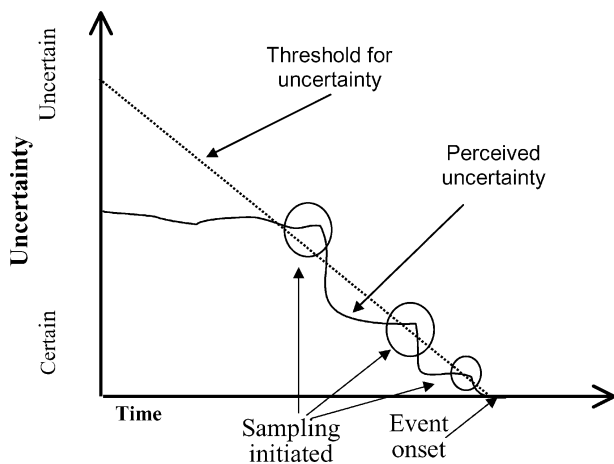 Threshold for
uncertainty
Perceived
uncertainty
Uncertain
Uncertainty
Certain
Time
Sampling
initiated
Event
onset